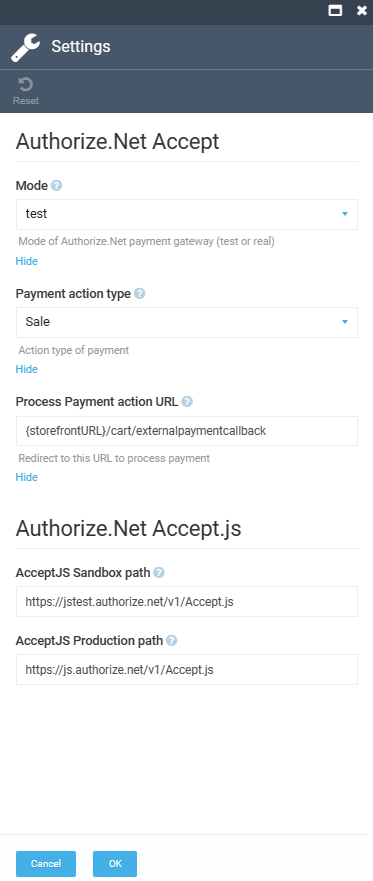 Settings
Reset
Authorize.Net Accept
Mode ?
test
Mode of Authorize.Net payment gateway (test or real)
Hide
Payment action type ?
Sale
Action type of payment
Hide
Process Payment action URL ?
{storefrontURL}/cart/externalpaymentcallback
Redirect to this URL to process payment
Hide
Authorize.Net Accept.js
AcceptJS Sandbox path ?
https://jstest.authorize.net/v1/Accept.js
AcceptJS Production path ?
https://js.authorize.net/v1/Accept.js
Cancel OK